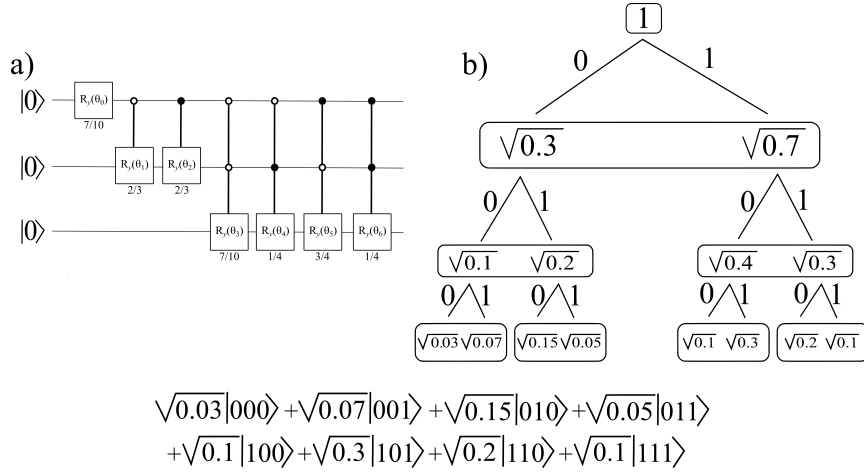 a)
|0⟩ R_y(θ_0)
7/10
|0⟩ R_y(θ_1) R_y(θ_2)
2/3 2/3
|0⟩ R_y(θ_3) R_y(θ_4) R_y(θ_5) R_y(θ_6)
7/10 1/4 3/4 1/4
b)
1
0 1
√0.3 √0.7
0 1 0 1
√0.1 √0.2 √0.4 √0.3
0 1 0 1 0 1 0 1
√0.03 √0.07 √0.15 √0.05 √0.1 √0.3 √0.2 √0.1
√0.03|000⟩+√0.07|001⟩+√0.15|010⟩+√0.05|011⟩
+√0.1|100⟩+√0.3|101⟩+√0.2|110⟩+√0.1|111⟩